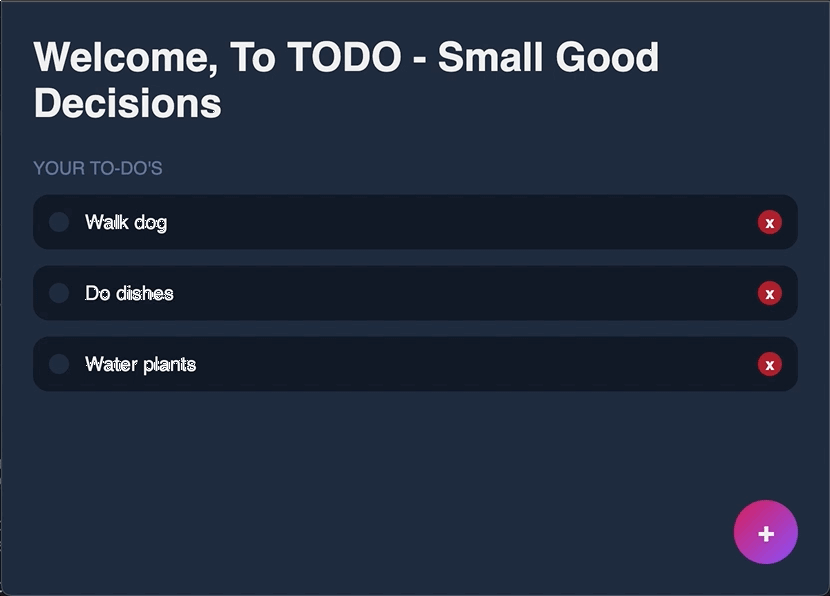 Welcome, To TODO - Small Good
Decisions
YOUR TO-DO'S
Walk dog
x
Do dishes
x
Water plants
x
+